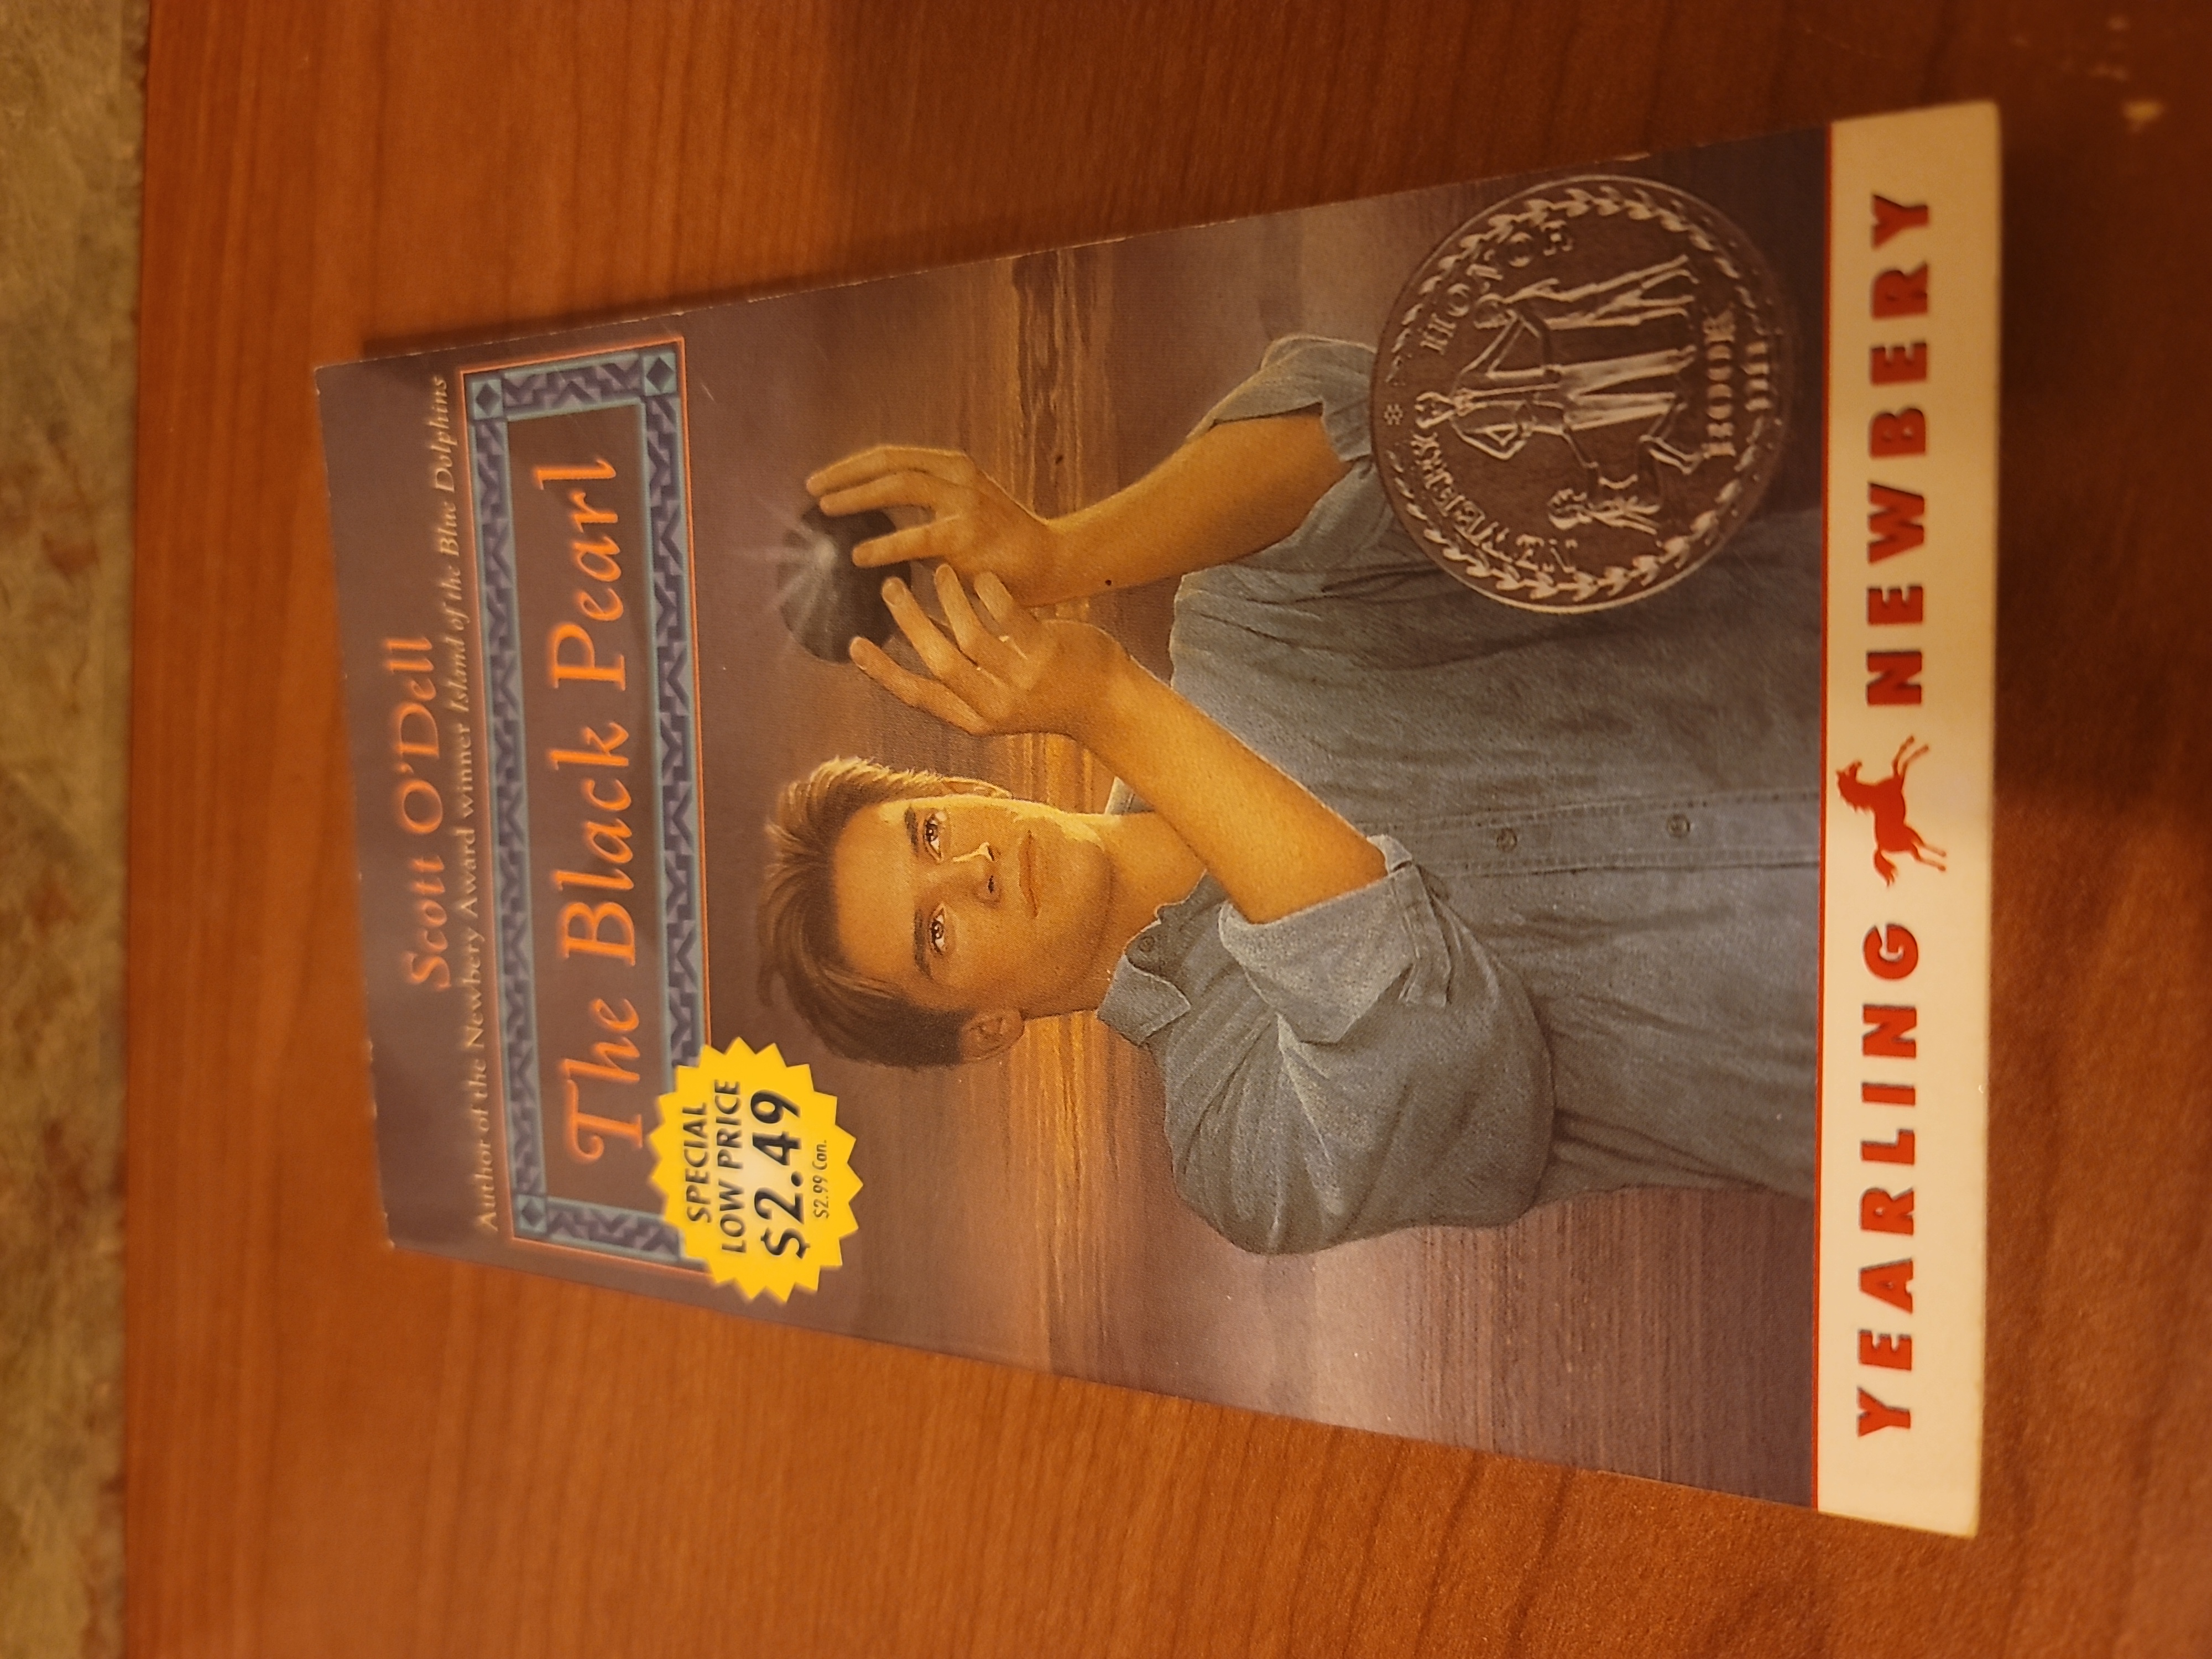 Scott O'Dell
Author of the Newbery Award winner Island of the Blue Dolphins
The Black Pearl
SPECIAL
LOW PRICE
$2.49
$2.99 Can.
NEWBERY HONOR
BOOK
YEARLING NEWBERY